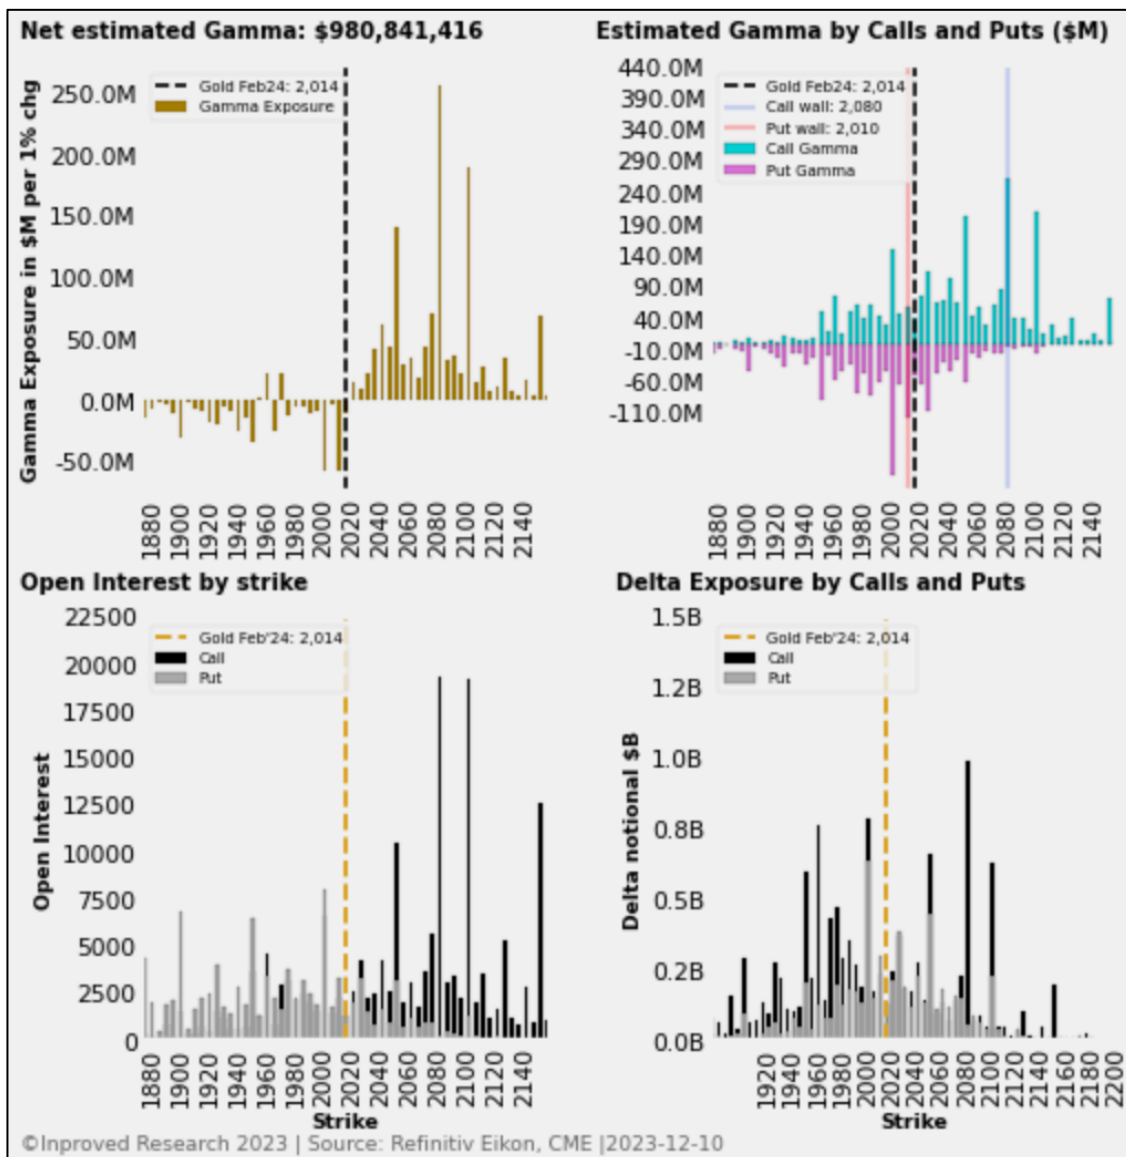 Net estimated Gamma: $980,841,416
Gamma Exposure in $M per 1% chg
250.0M
200.0M
150.0M
100.0M
50.0M
0.0M
-50.0M
Gold Feb24: 2,014
Gamma Exposure
1880
1900
1920
1940
1960
1980
2000
2020
2040
2060
2080
2100
2120
2140
Estimated Gamma by Calls and Puts ($M)
440.0M
390.0M
340.0M
290.0M
240.0M
190.0M
140.0M
90.0M
40.0M
-10.0M
-60.0M
-110.0M
Gold Feb24: 2,014
Call wall: 2,080
Put wall: 2,010
Call Gamma
Put Gamma
1880
1900
1920
1940
1960
1980
2000
2020
2040
2060
2080
2100
2120
2140
Open Interest by strike
Open Interest
22500
20000
17500
15000
12500
10000
7500
5000
2500
0
Gold Feb'24: 2,014
Call
Put
1880
1900
1920
1940
1960
1980
2000
2020
2040
2060
2080
2100
2120
2140
Strike
Delta Exposure by Calls and Puts
Delta notional $B
1.5B
1.2B
1.0B
0.8B
0.5B
0.2B
0.0B
Gold Feb'24: 2,014
Call
Put
1920
1940
1960
1980
2000
2020
2040
2060
2080
2100
2120
2140
2160
2180
2200
Strike
©Inproved Research 2023 | Source: Refinitiv Eikon, CME |2023-12-10